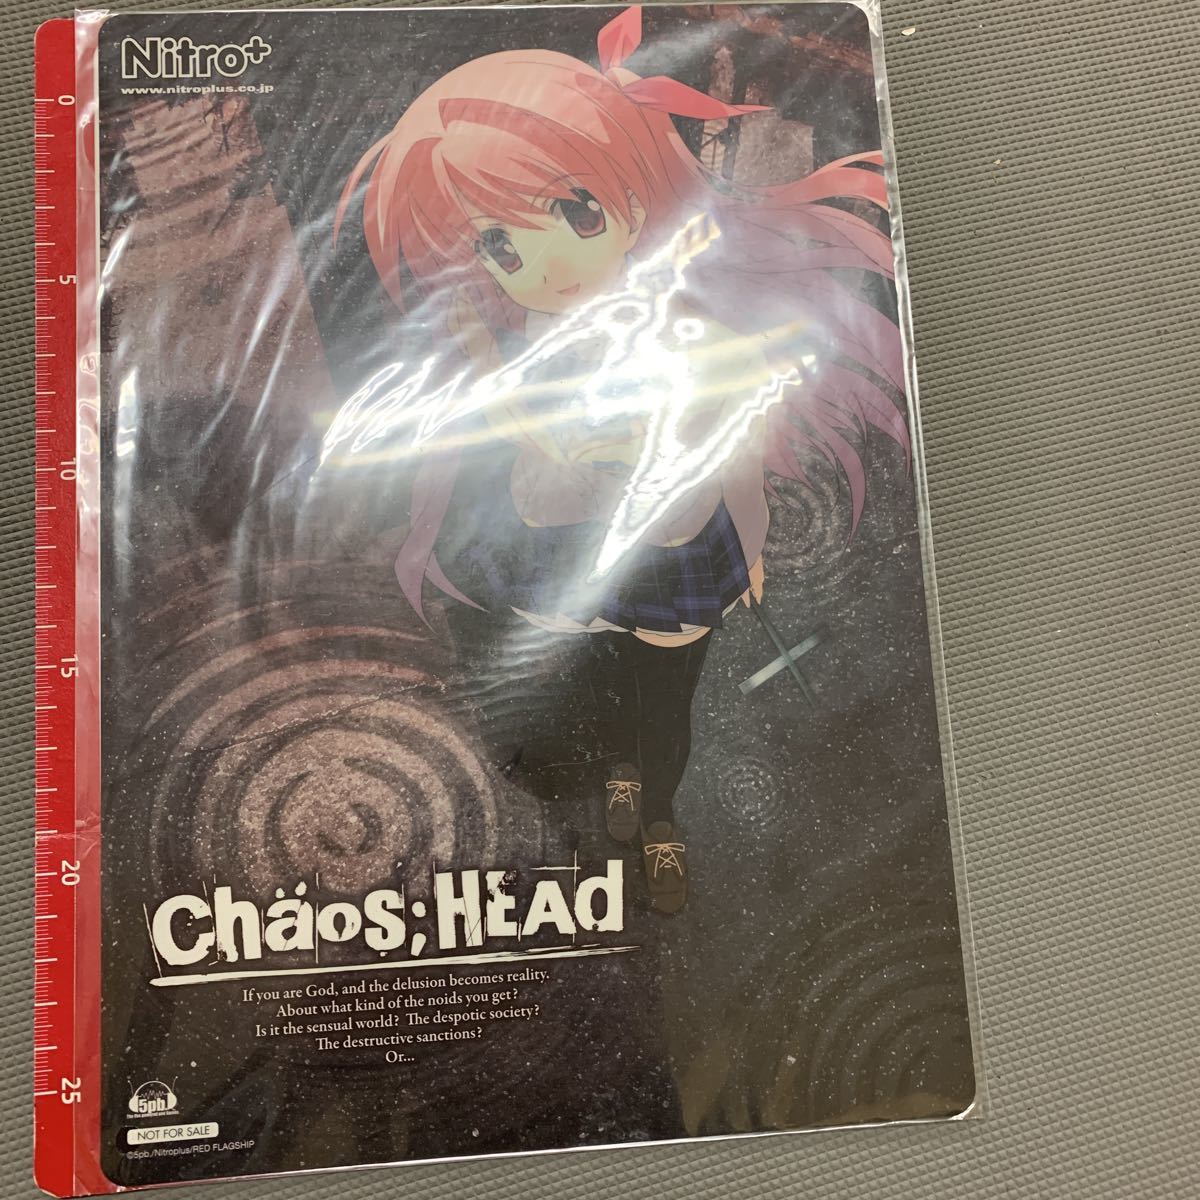 Nitro+
www.nitroplus.co.jp
0
5
10
15
20
25
Chäos;HEAd
If you are God, and the delusion becomes reality.
About what kind of the noids you get?
Is it the sensual world? The despotic society?
The destructive sanctions?
Or...
5pb.
NOT FOR SALE
©5pb./Nitroplus/RED FLAGSHIP